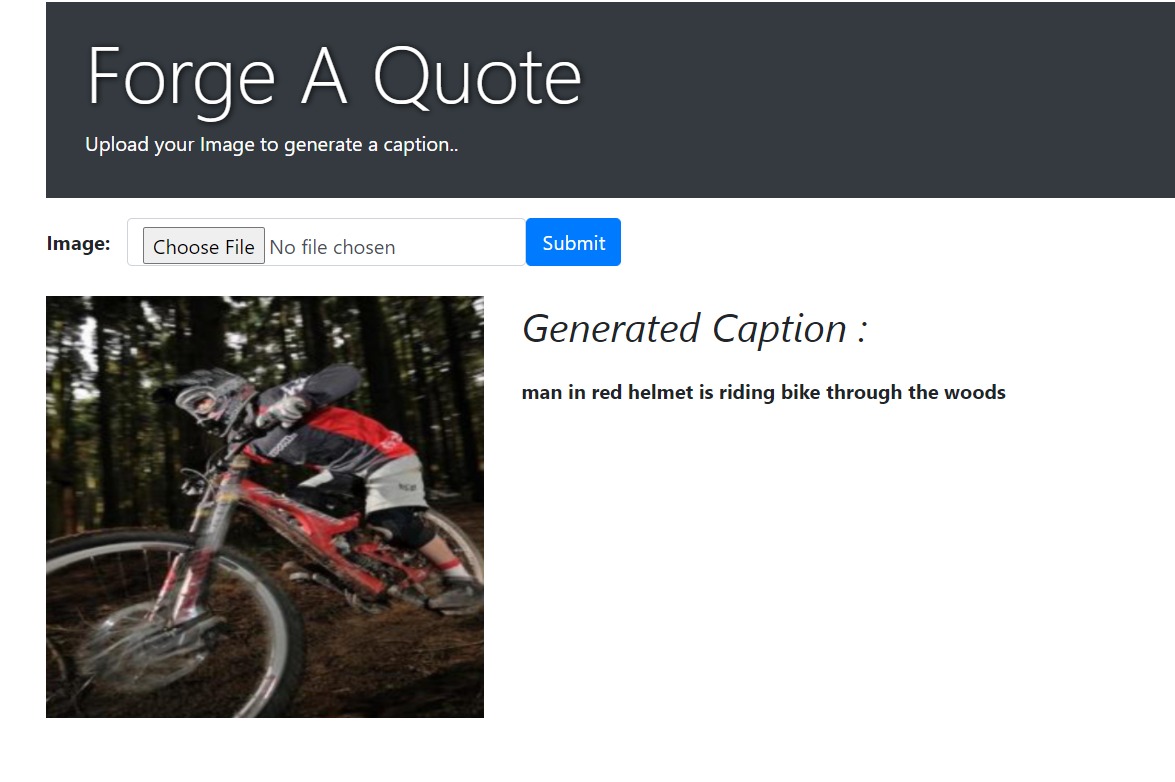 Forge A Quote
Upload your Image to generate a caption..
Image:
Choose File No file chosen
Submit
Generated Caption :
man in red helmet is riding bike through the woods